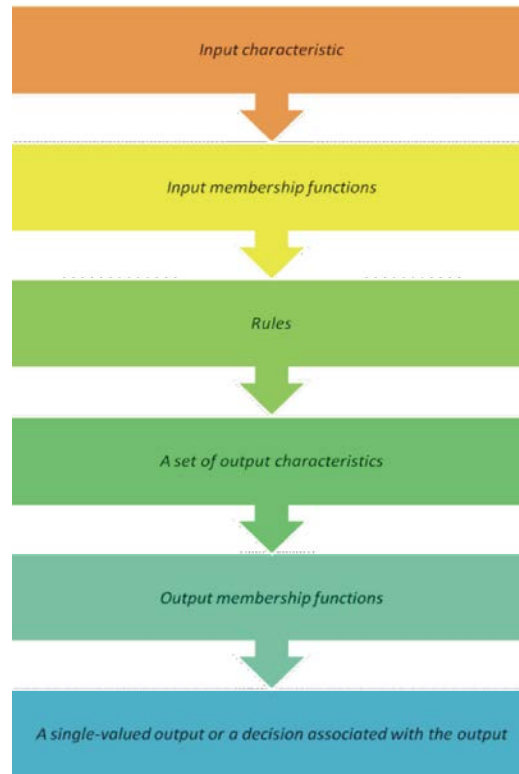 Input characteristic
Input membership functions
Rules
A set of output characteristics
Output membership functions
A single-valued output or a decision associated with the output